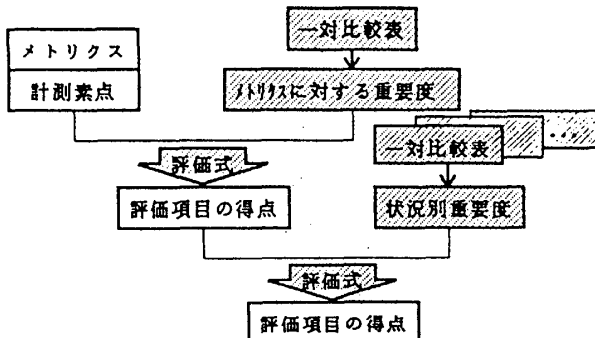 一対比較表
メトリクス
計測素点
メトリクスに対する重要度
...
一対比較表
評価式
評価項目の得点
状況別重要度
評価式
評価項目の得点